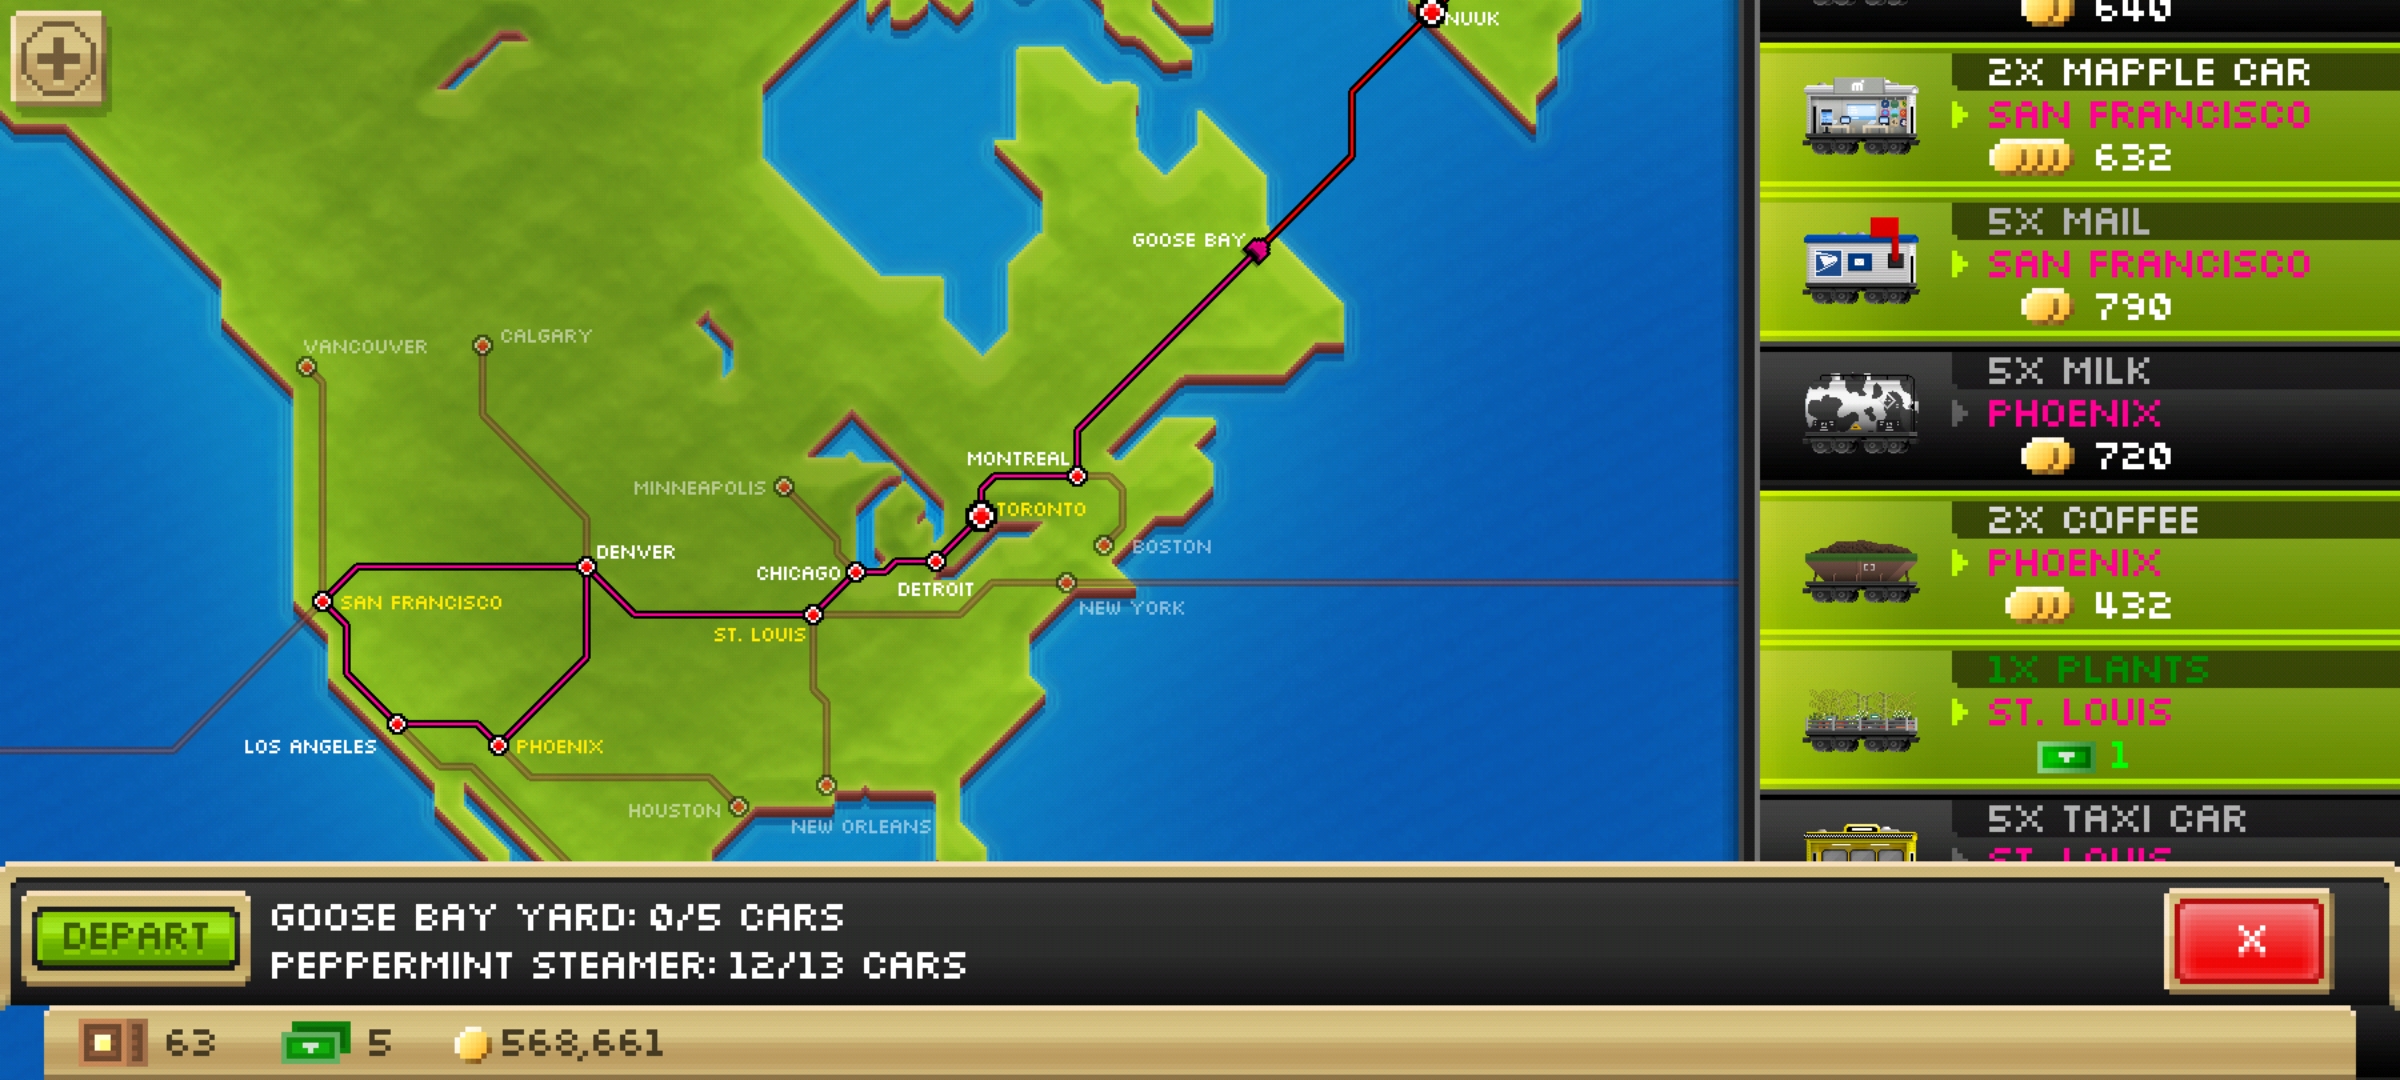 NUUK
GOOSE BAY
VANCOUVER
CALGARY
MONTREAL
MINNEAPOLIS
TORONTO
BOSTON
DENVER
CHICAGO
DETROIT
SAN FRANCISCO
NEW YORK
ST. LOUIS
LOS ANGELES
PHOENIX
HOUSTON
NEW ORLEANS
640
2X MAPPLE CAR
SAN FRANCISCO
632
5X MAIL
SAN FRANCISCO
790
5X MILK
PHOENIX
720
2X COFFEE
PHOENIX
432
1X PLANTS
ST. LOUIS
1
5X TAXI CAR
ST. LOUIS
DEPART
GOOSE BAY YARD: 0/5 CARS
PEPPERMINT STEAMER: 12/13 CARS
X
63
5
568,661